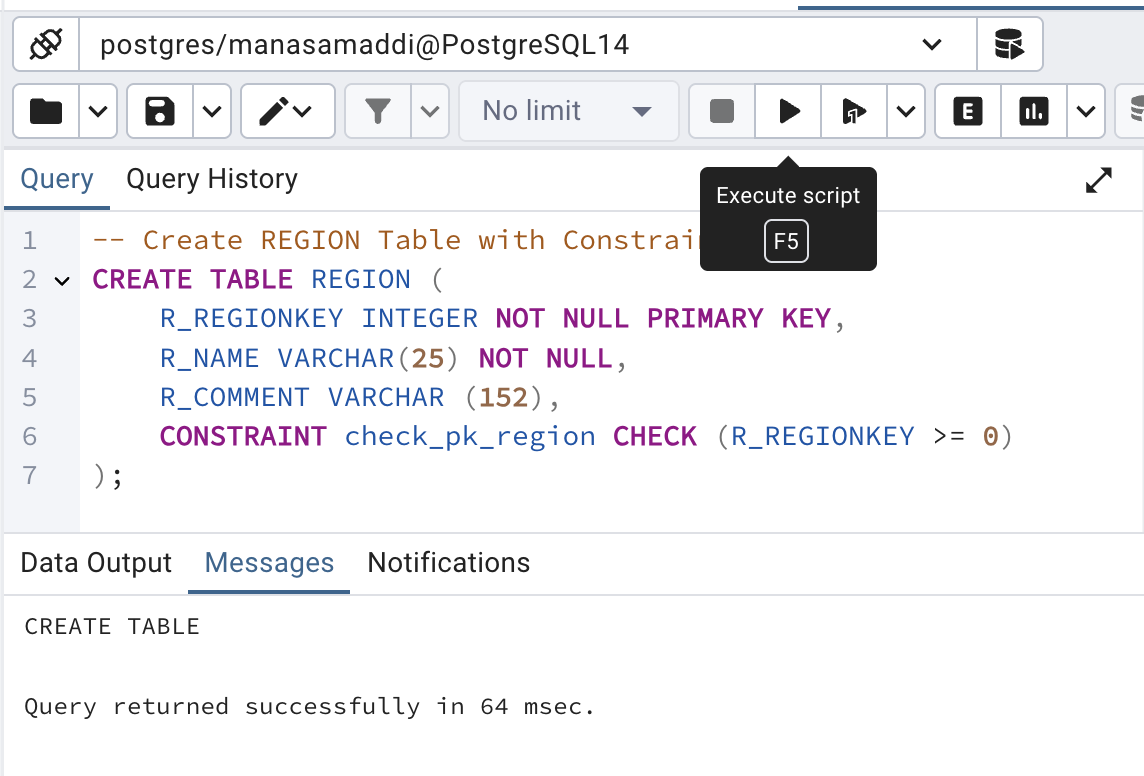 postgres/manasamaddi@PostgreSQL14
No limit
E
Query Query History
Execute script
F5
1 -- Create REGION Table with
2 CREATE TABLE REGION (
3 R_REGIONKEY INTEGER NOT NULL PRIMARY KEY,
4 R_NAME VARCHAR(25) NOT NULL,
5 R_COMMENT VARCHAR (152),
6 CONSTRAINT check_pk_region CHECK (R_REGIONKEY >= 0)
7 );
Data Output Messages Notifications
CREATE TABLE
Query returned successfully in 64 msec.